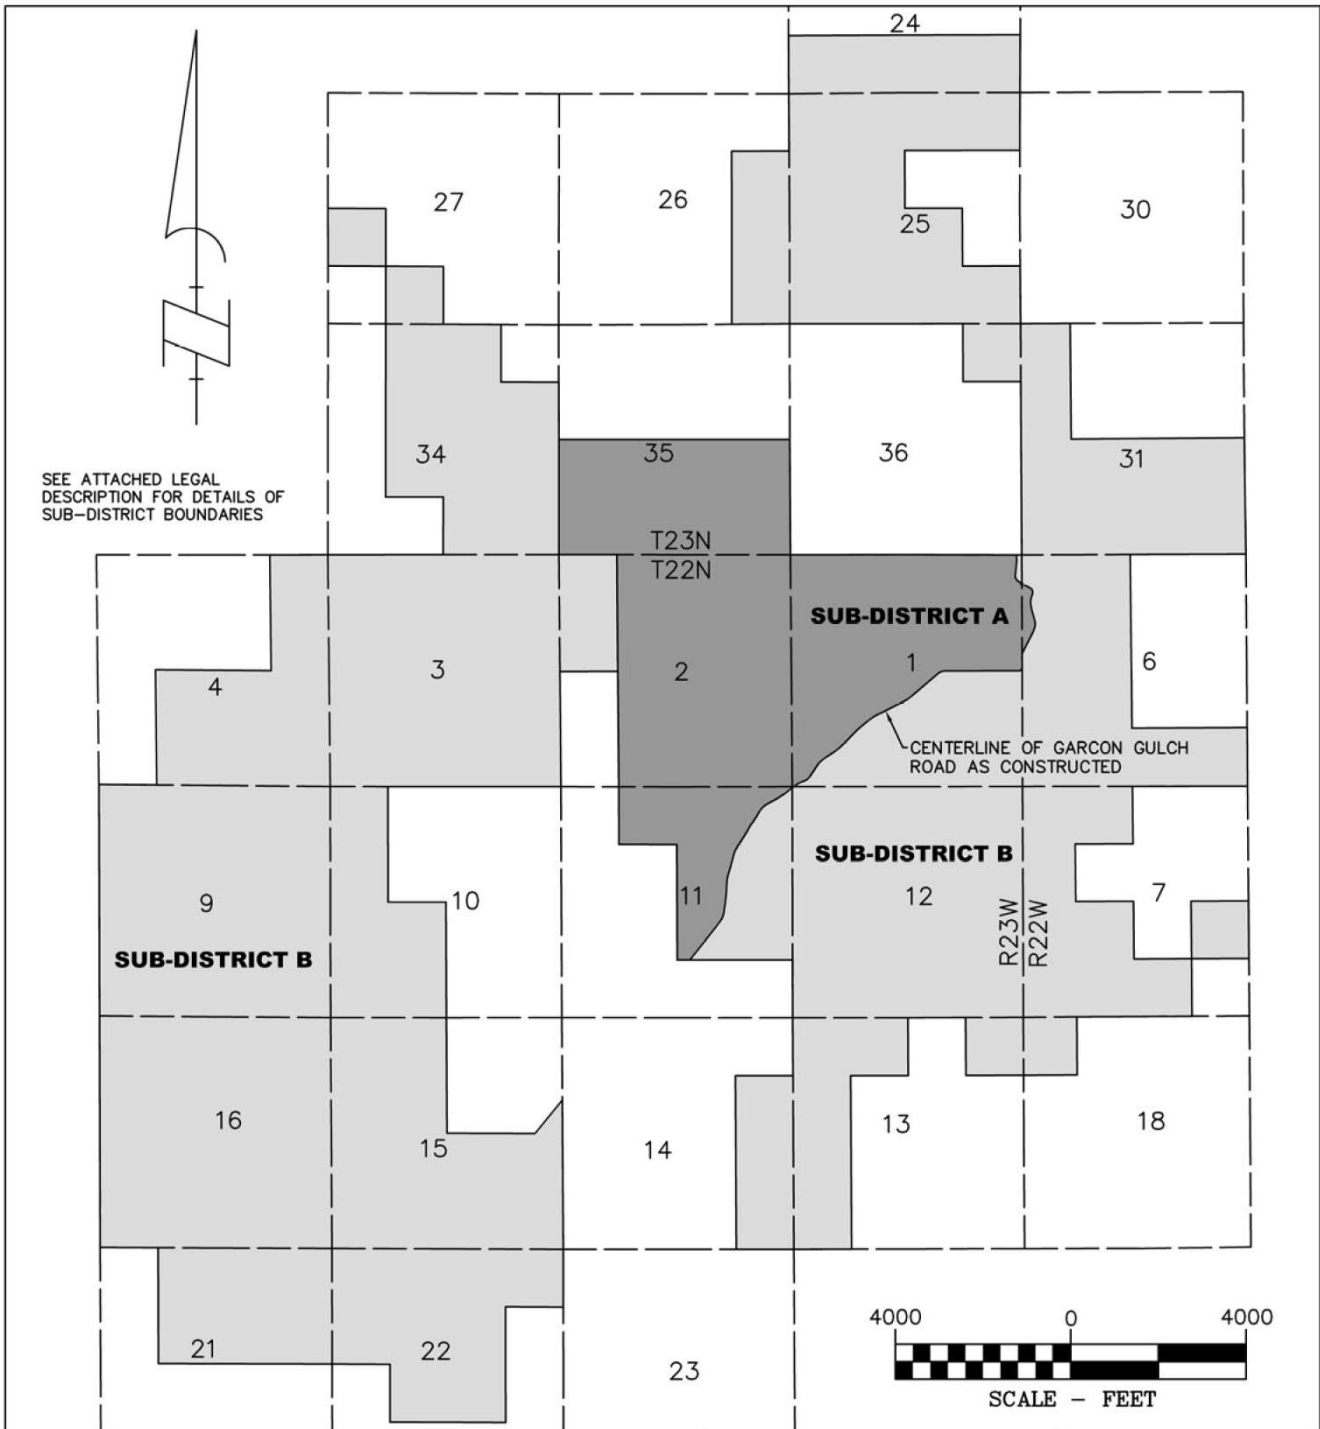 24
27
26
25
30
34
35
36
31
SEE ATTACHED LEGAL
DESCRIPTION FOR DETAILS OF
SUB-DISTRICT BOUNDARIES
T23N
T22N
SUB-DISTRICT A
4
3
2
1
6
CENTERLINE OF GARCON GULCH
ROAD AS CONSTRUCTED
SUB-DISTRICT B
9
10
11
12
7
R23W
R22W
SUB-DISTRICT B
16
15
14
13
18
21
22
23
4000 0 4000
SCALE - FEET
N